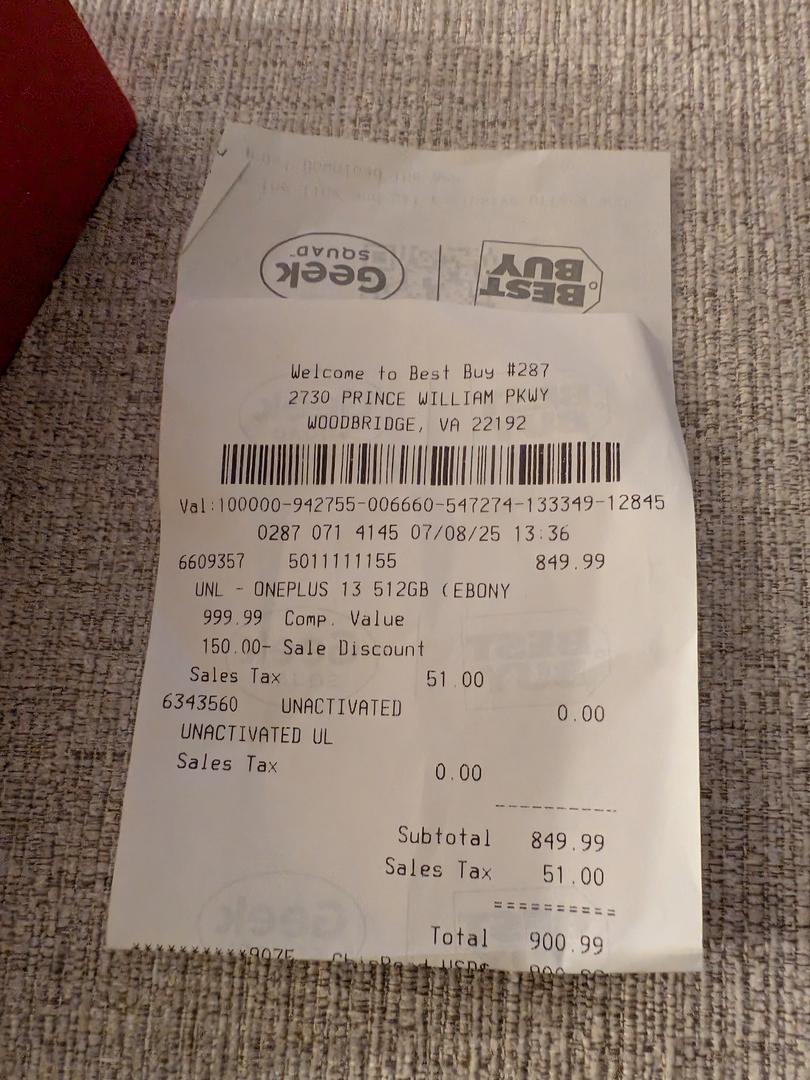 Geek
SQUAD
BEST
BUY
Welcome to Best Buy #287
2730 PRINCE WILLIAM PKWY
WOODBRIDGE, VA 22192
Val:100000-942755-006660-547274-133349-12845
0287 071 4145 07/08/25 13:36
6609357 5011111155 849.99
UNL - ONEPLUS 13 512GB (EBONY
999.99 Comp. Value
150.00- Sale Discount
Sales Tax 51.00
6343560 UNACTIVATED 0.00
UNACTIVATED UL
Sales Tax 0.00
Subtotal 849.99
Sales Tax 51.00
Total 900.99